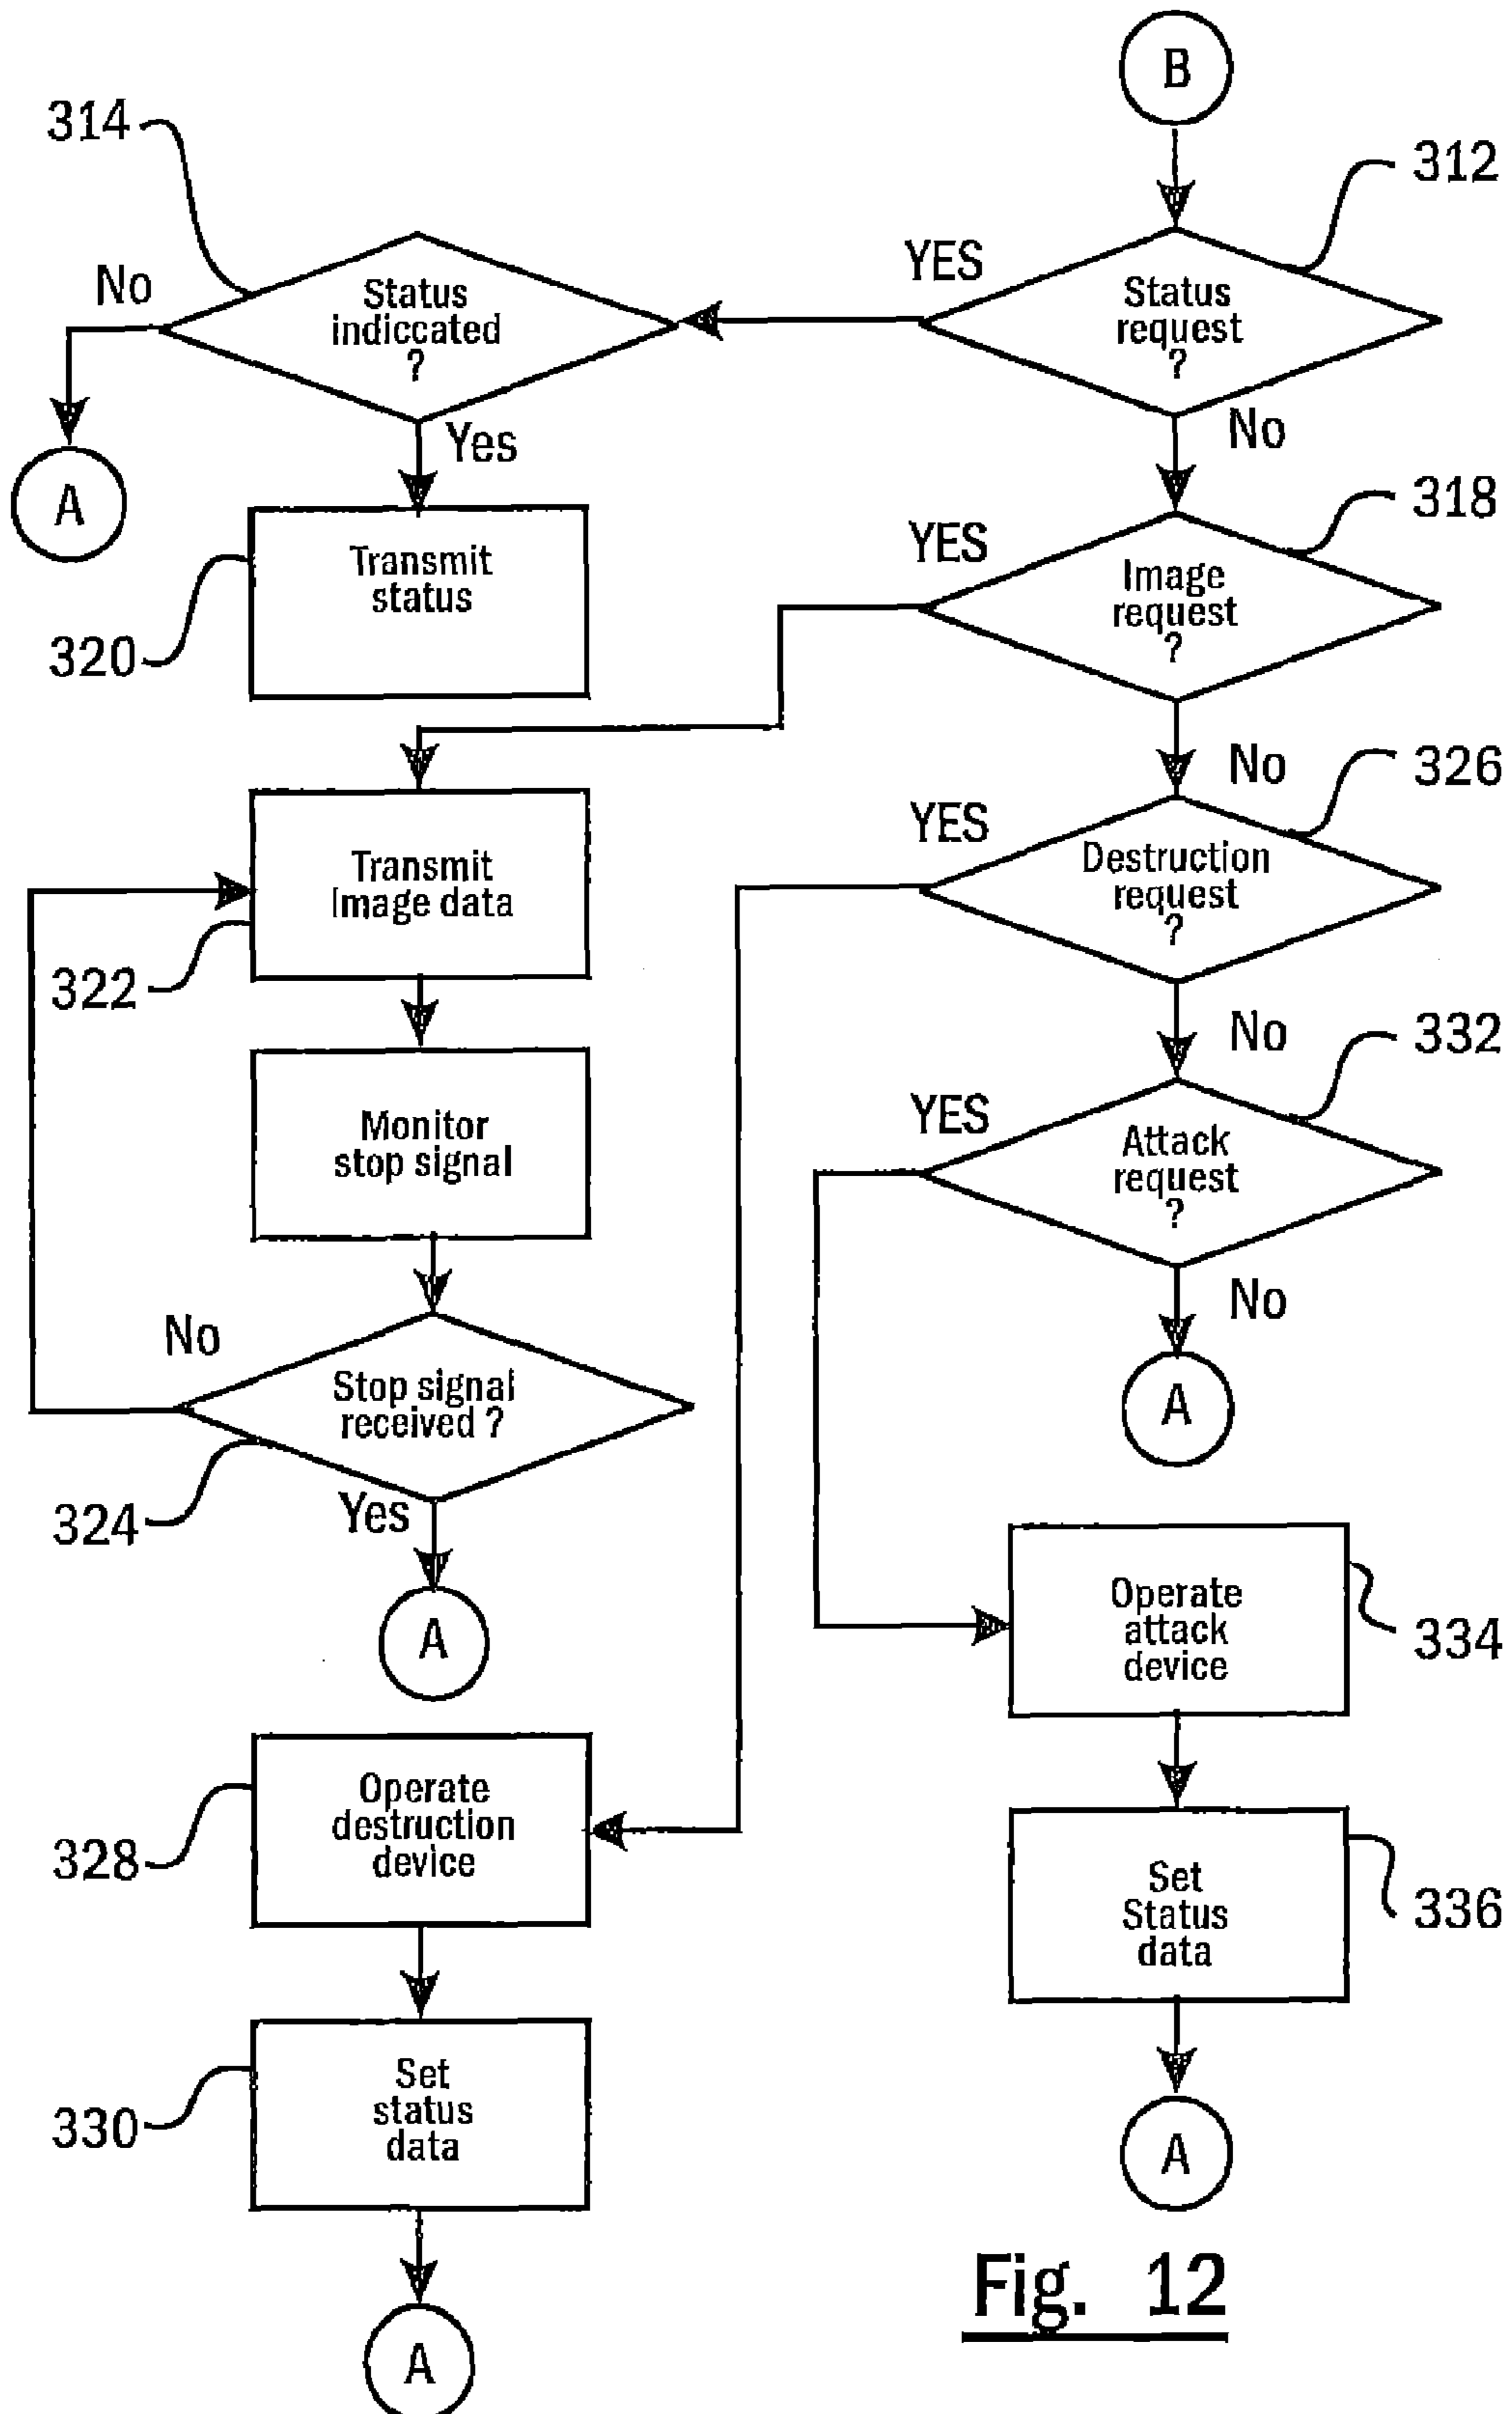 B
314
312
No
Status
indiccated
?
YES
Status
request
?
A
Yes
No
318
320
Transmit
status
YES
Image
request
?
No
326
322
Transmit
Image data
YES
Destruction
request
?
No
332
Monitor
stop signal
YES
Attack
request
?
No
A
No
Stop signal
received ?
324
Yes
A
Operate
attack
device
334
328
Operate
destruction
device
Set
Status
data
336
330
Set
status
data
A
A
Fig. 12